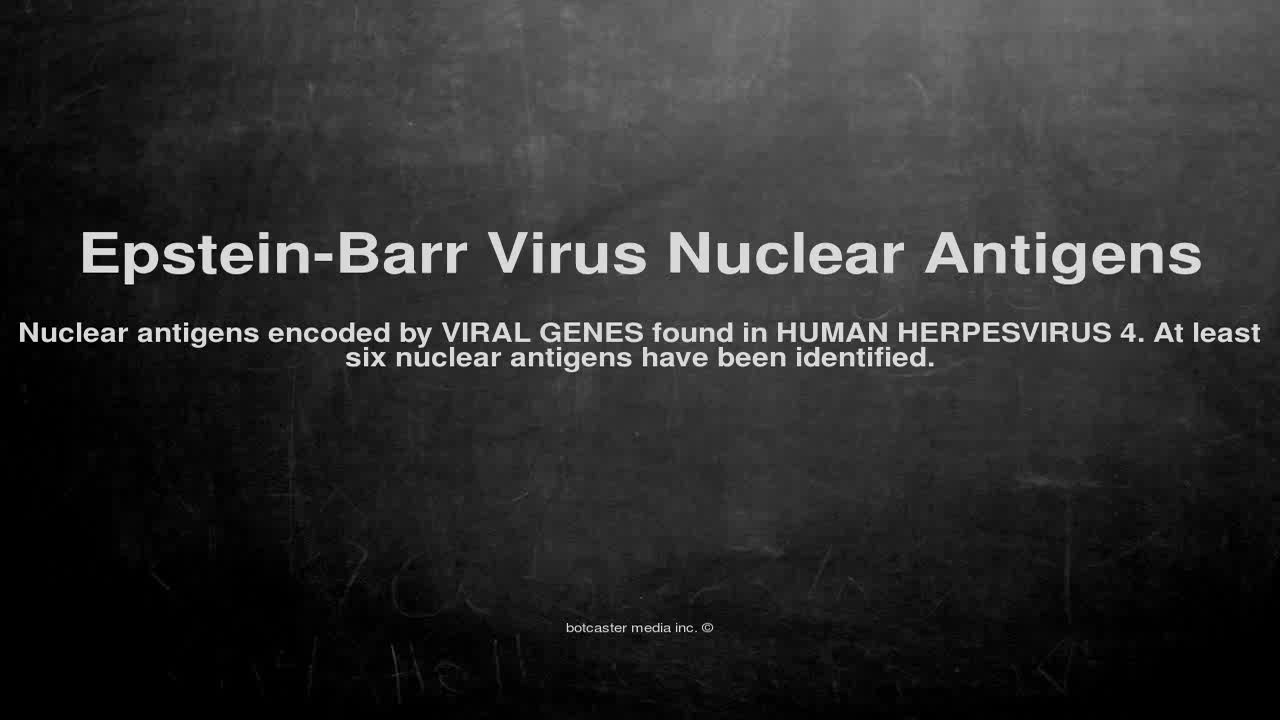 Epstein-Barr Virus Nuclear Antigens
Nuclear antigens encoded by VIRAL GENES found in HUMAN HERPESVIRUS 4. At least
six nuclear antigens have been identified.
botcaster media inc. ©